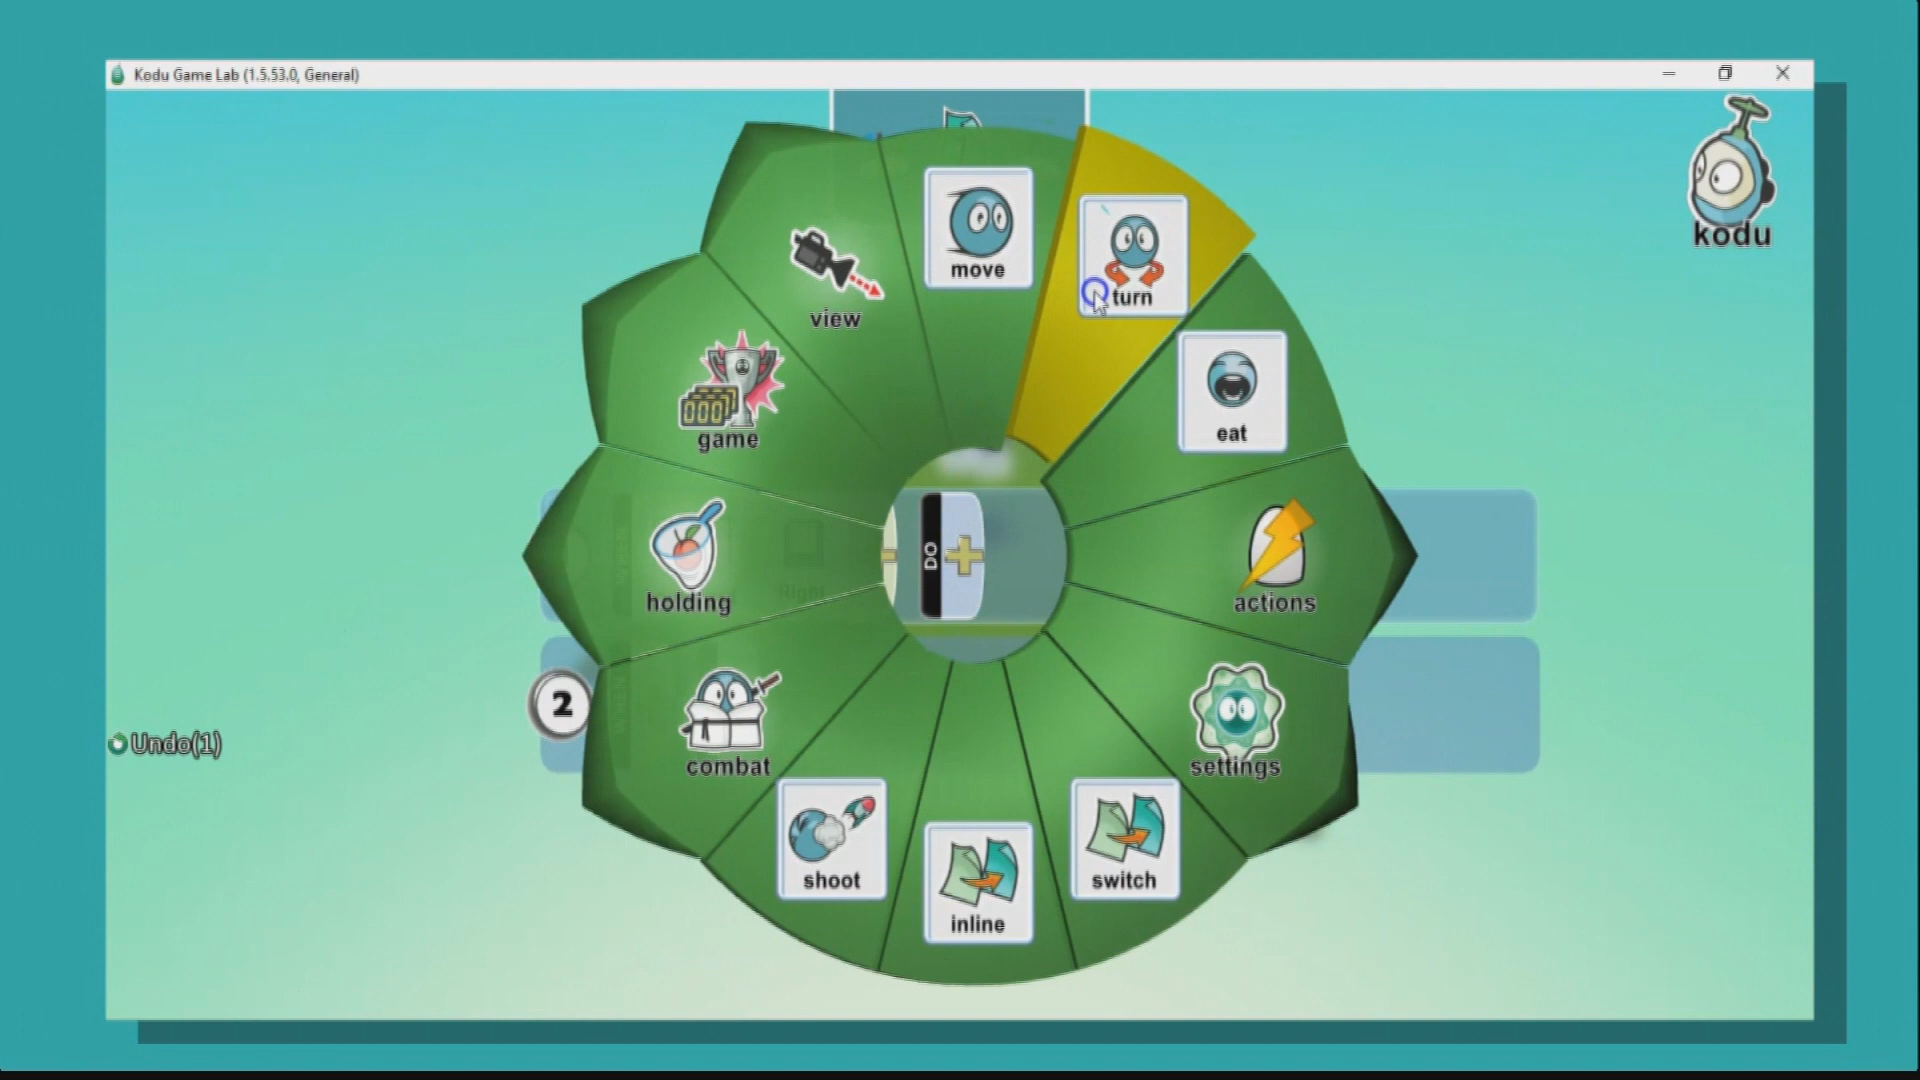 Kodu Game Lab (1.5.53.0, General)
kodu
move
turn
view
eat
game
DO
holding
Right
actions
2
Undo(1)
combat
settings
shoot
switch
inline